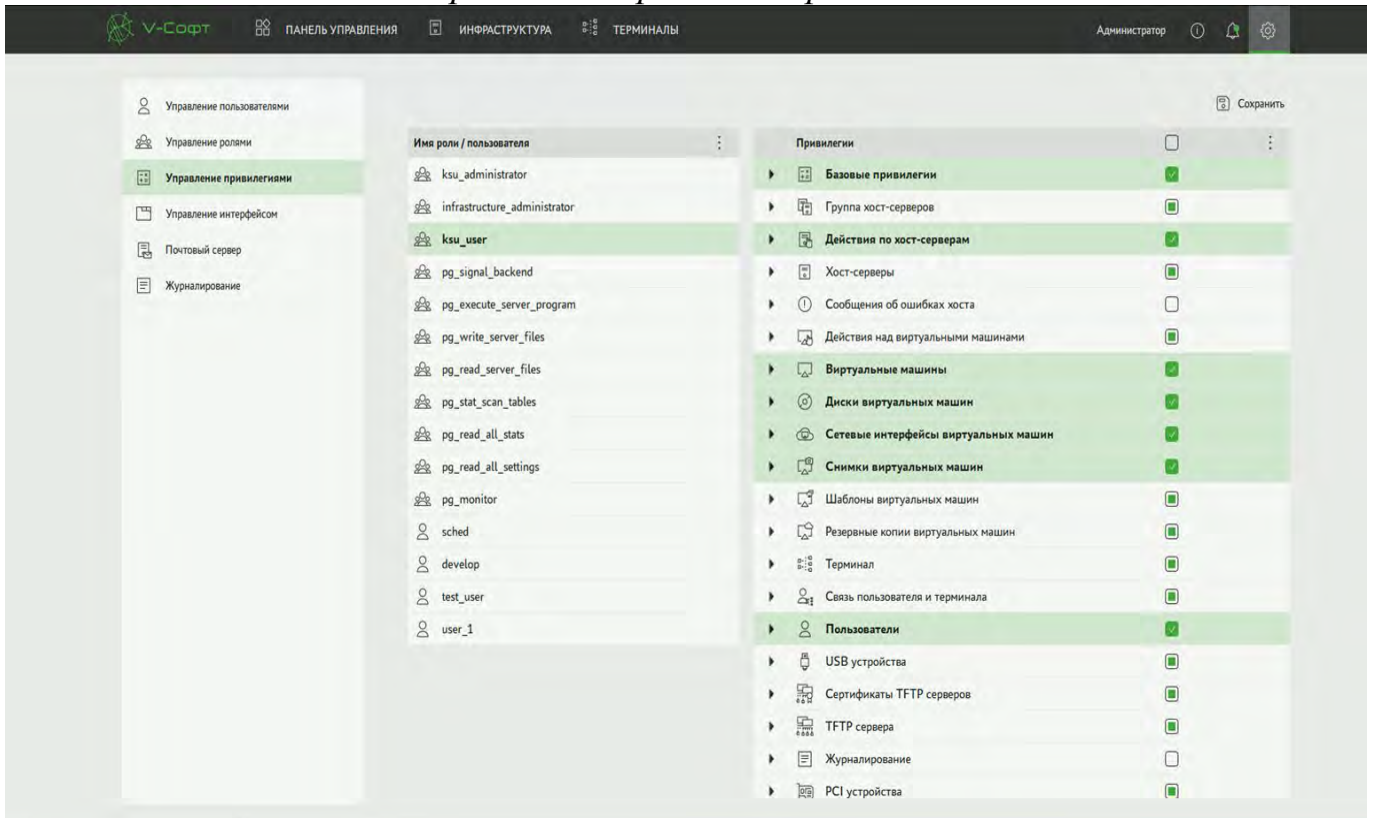 V-Софт
ПАНЕЛЬ УПРАВЛЕНИЯ
ИНФРАСТРУКТУРА
ТЕРМИНАЛЫ
Администратор
Управление пользователями
Управление ролями
Управление привилегиями
Управление интерфейсом
Почтовый сервер
Журналирование
Сохранить
Имя роли / пользователя
ksu_administrator
infrastructure_administrator
ksu_user
pg_signal_backend
pg_execute_server_program
pg_write_server_files
pg_read_server_files
pg_stat_scan_tables
pg_read_all_stats
pg_read_all_settings
pg_monitor
sched
develop
test_user
user_1
Привилегии
Базовые привилегии
Группа хост-серверов
Действия по хост-серверам
Хост-серверы
Сообщения об ошибках хоста
Действия над виртуальными машинами
Виртуальные машины
Диски виртуальных машин
Сетевые интерфейсы виртуальных машин
Снимки виртуальных машин
Шаблоны виртуальных машин
Резервные копии виртуальных машин
Терминал
Связь пользователя и терминала
Пользователи
USB устройства
Сертификаты TFTP серверов
TFTP сервера
Журналирование
PCI устройства